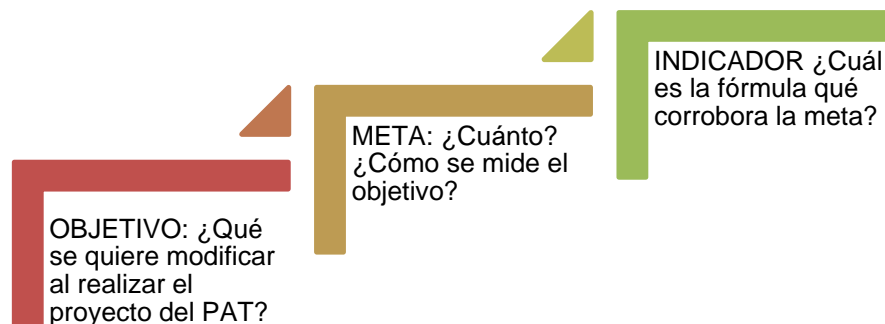 OBJETIVO: ¿Qué
se quiere modificar
al realizar el
proyecto del PAT?
META: ¿Cuánto?
¿Cómo se mide el
objetivo?
INDICADOR ¿Cuál
es la fórmula qué
corrobora la meta?